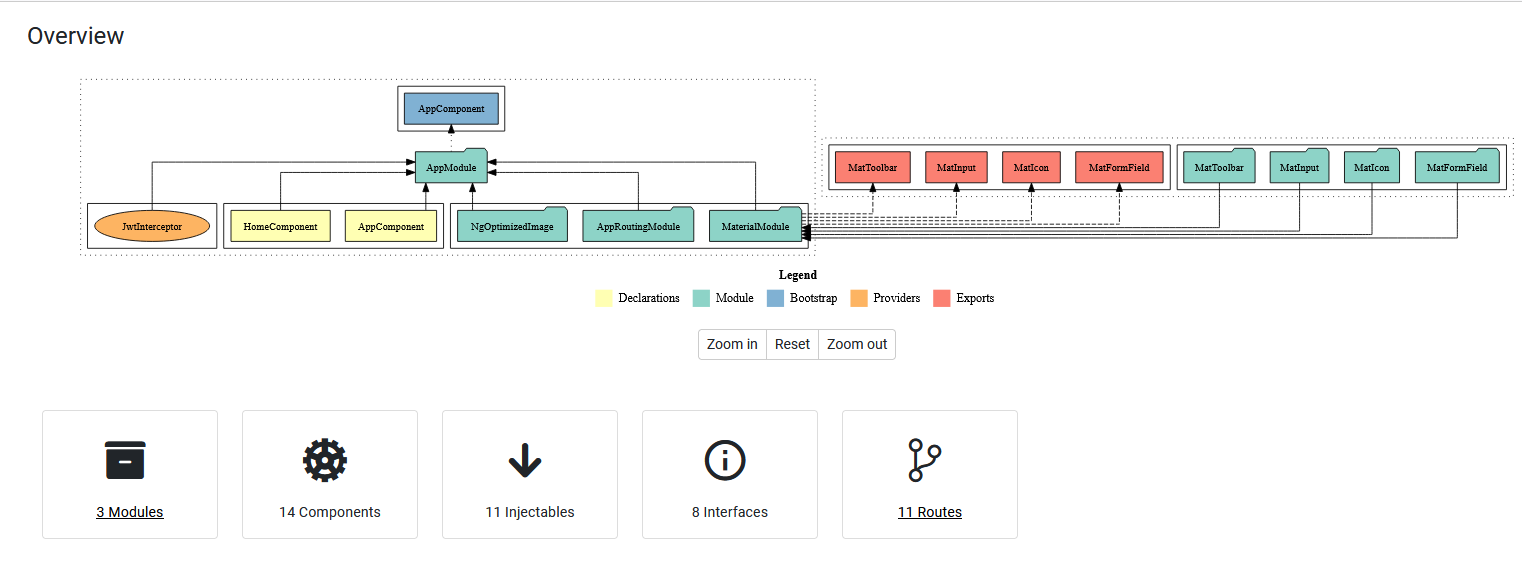 Overview
AppComponent
AppModule
MatToolbar MatInput MatIcon MatFormField MatToolbar MatInput MatIcon MatFormField
JwtInterceptor HomeComponent AppComponent NgOptimizedImage AppRoutingModule MaterialModule
Legend
Declarations Module Bootstrap Providers Exports
Zoom in Reset Zoom out
3 Modules 14 Components 11 Injectables 8 Interfaces 11 Routes